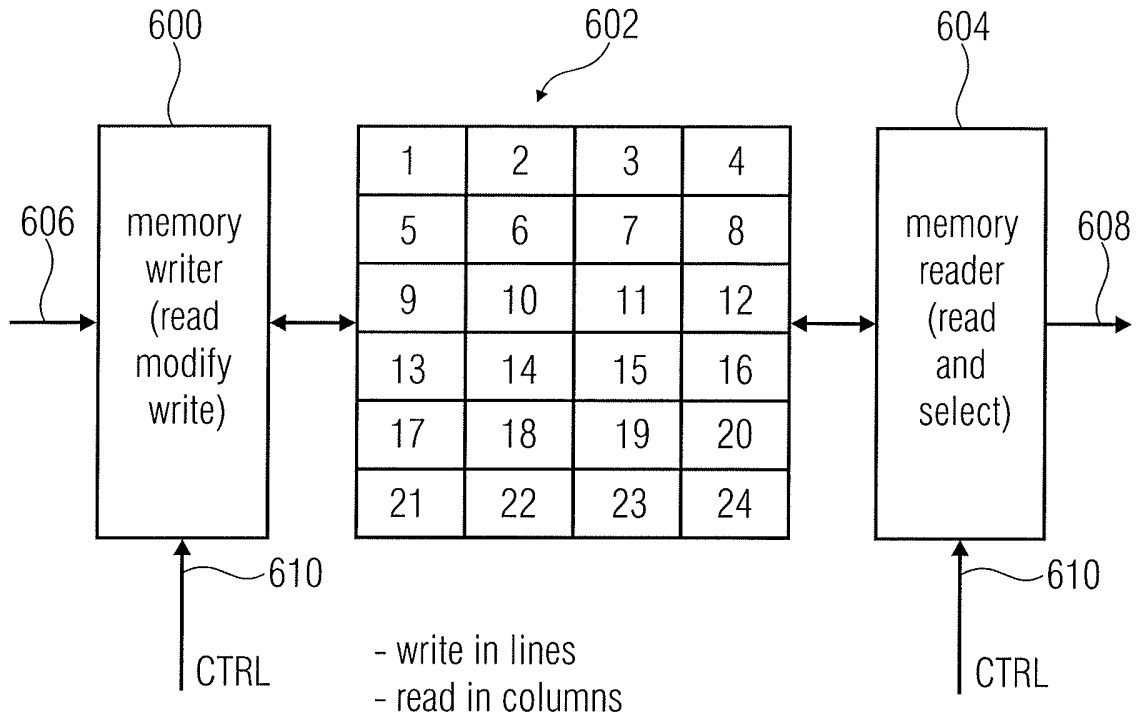 600
602
604
606
memory
writer
(read
modify
write)
1 2 3 4
5 6 7 8
9 10 11 12
13 14 15 16
17 18 19 20
21 22 23 24
memory
reader
(read
and
select)
608
610
CTRL
- write in lines
- read in columns
610
CTRL